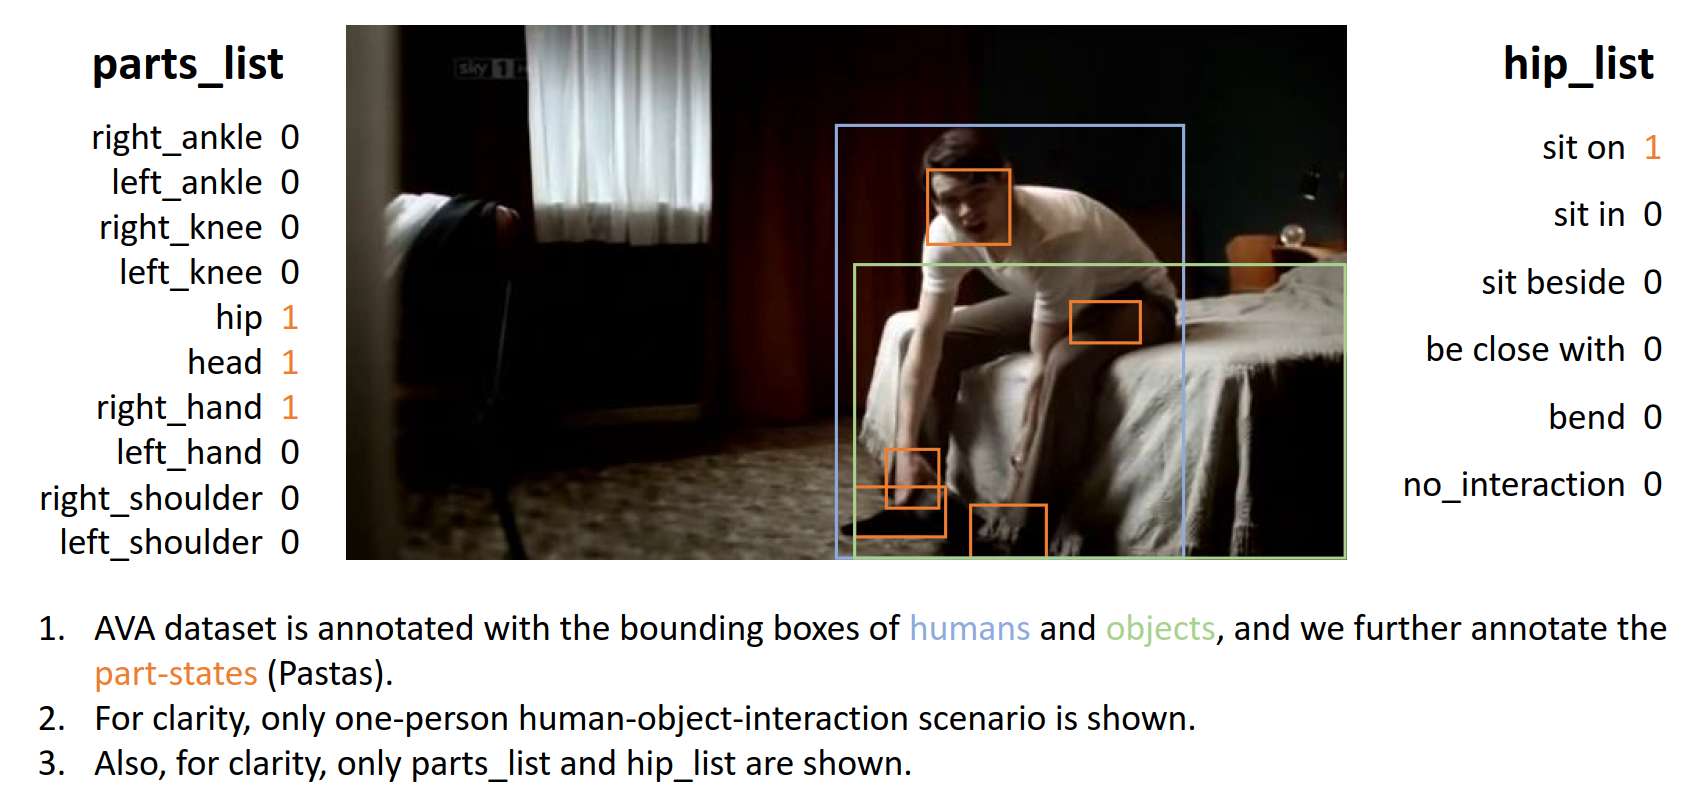 parts_list
right_ankle 0
left_ankle 0
right_knee 0
left_knee 0
hip 1
head 1
right_hand 1
left_hand 0
right_shoulder 0
left_shoulder 0
sky 1
hip_list
sit on 1
sit in 0
sit beside 0
be close with 0
bend 0
no_interaction 0
1. AVA dataset is annotated with the bounding boxes of humans and objects, and we further annotate the
part-states (Pastas).
2. For clarity, only one-person human-object-interaction scenario is shown.
3. Also, for clarity, only parts_list and hip_list are shown.